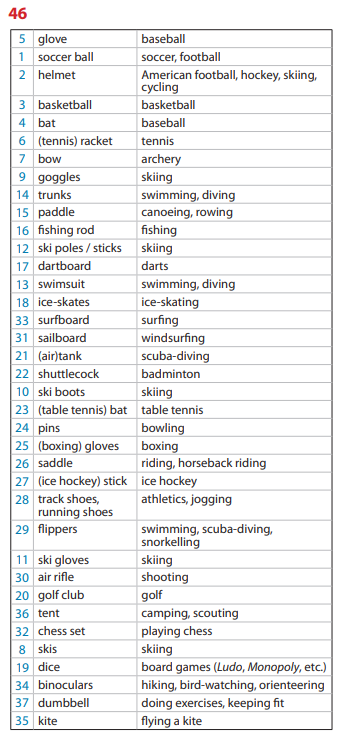 46
5 glove baseball
1 soccer ball soccer, football
2 helmet American football, hockey, skiing,
cycling
3 basketball basketball
4 bat baseball
6 (tennis) racket tennis
7 bow archery
9 goggles skiing
14 trunks swimming, diving
15 paddle canoeing, rowing
16 fishing rod fishing
12 ski poles / sticks skiing
17 dartboard darts
13 swimsuit swimming, diving
18 ice-skates ice-skating
33 surfboard surfing
31 sailboard windsurfing
21 (air)tank scuba-diving
22 shuttlecock badminton
10 ski boots skiing
23 (table tennis) bat table tennis
24 pins bowling
25 (boxing) gloves boxing
26 saddle riding, horseback riding
27 (ice hockey) stick ice hockey
28 track shoes, athletics, jogging
running shoes
29 flippers swimming, scuba-diving,
snorkelling
11 ski gloves skiing
30 air rifle shooting
20 golf club golf
36 tent camping, scouting
32 chess set playing chess
8 skis skiing
19 dice board games (Ludo, Monopoly, etc.)
34 binoculars hiking, bird-watching, orienteering
37 dumbbell doing exercises, keeping fit
35 kite flying a kite